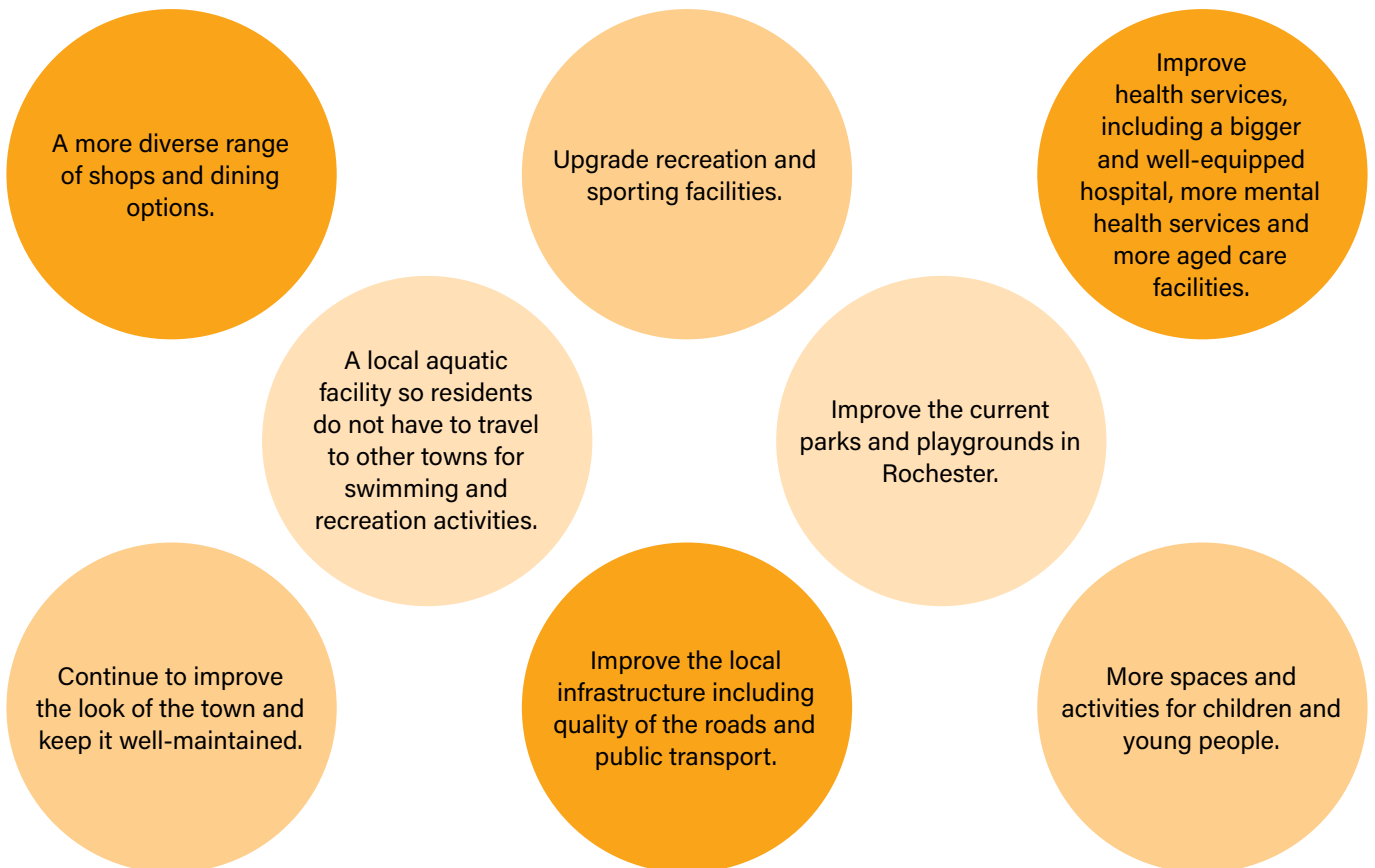 A more diverse range
of shops and dining
options.
Upgrade recreation and
sporting facilities.
Improve
health services,
including a bigger
and well-equipped
hospital, more mental
health services and
more aged care
facilities.
A local aquatic
facility so residents
do not have to travel
to other towns for
swimming and
recreation activities.
Improve the current
parks and playgrounds in
Rochester.
Continue to improve
the look of the town and
keep it well-maintained.
Improve the local
infrastructure including
quality of the roads and
public transport.
More spaces and
activities for children and
young people.